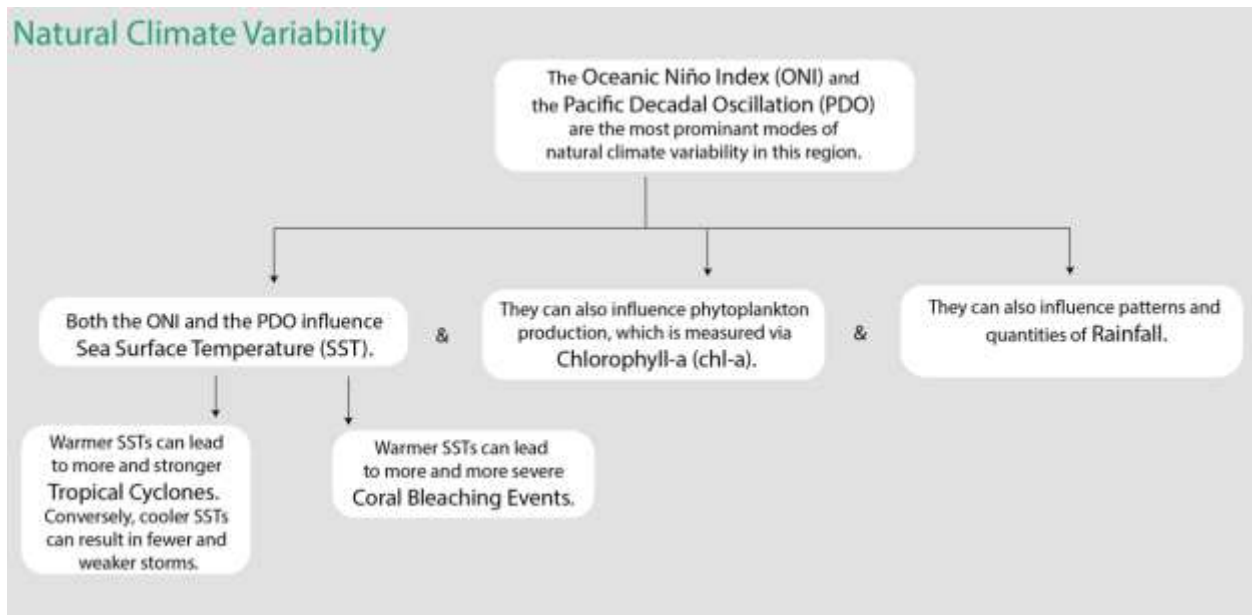 Natural Climate Variability
The Oceanic Niño Index (ONI) and
the Pacific Decadal Oscillation (PDO)
are the most prominant modes of
natural climate variability in this region.
Both the ONI and the PDO influence
Sea Surface Temperature (SST).
&
They can also influence phytoplankton
production, which is measured via
Chlorophyll-a (chl-a).
&
They can also influence patterns and
quantities of Rainfall.
Warmer SSTs can lead
to more and stronger
Tropical Cyclones.
Conversely, cooler SSTs
can result in fewer and
weaker storms.
Warmer SSTs can lead
to more and more severe
Coral Bleaching Events.